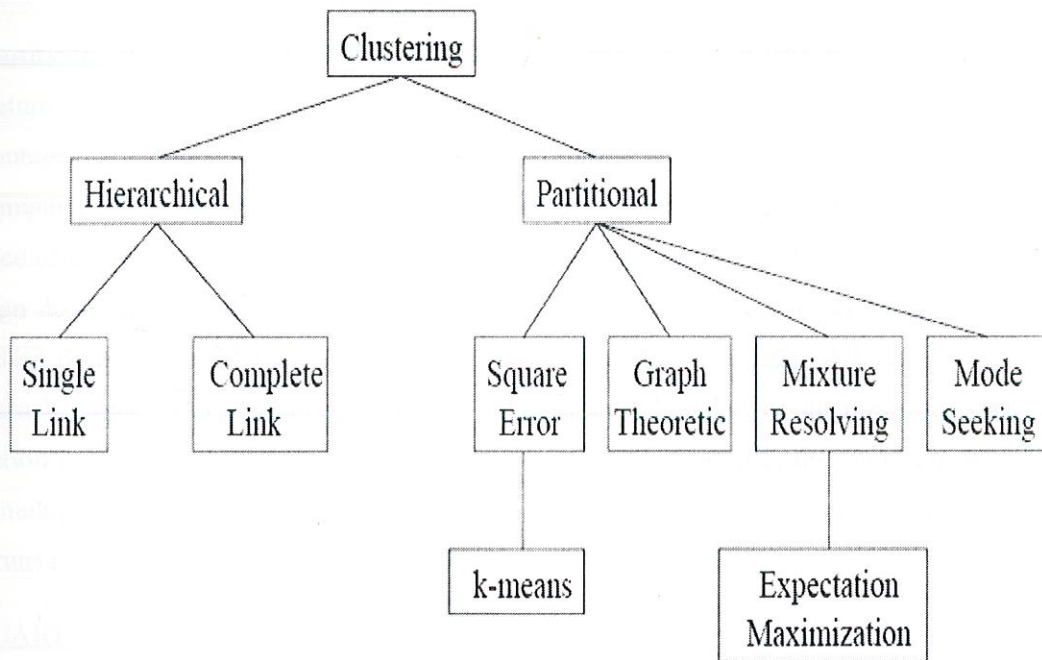 Clustering
Hierarchical
Partitional
Single
Link
Complete
Link
Square
Error
Graph
Theoretic
Mixture
Resolving
Mode
Seeking
k-means
Expectation
Maximization